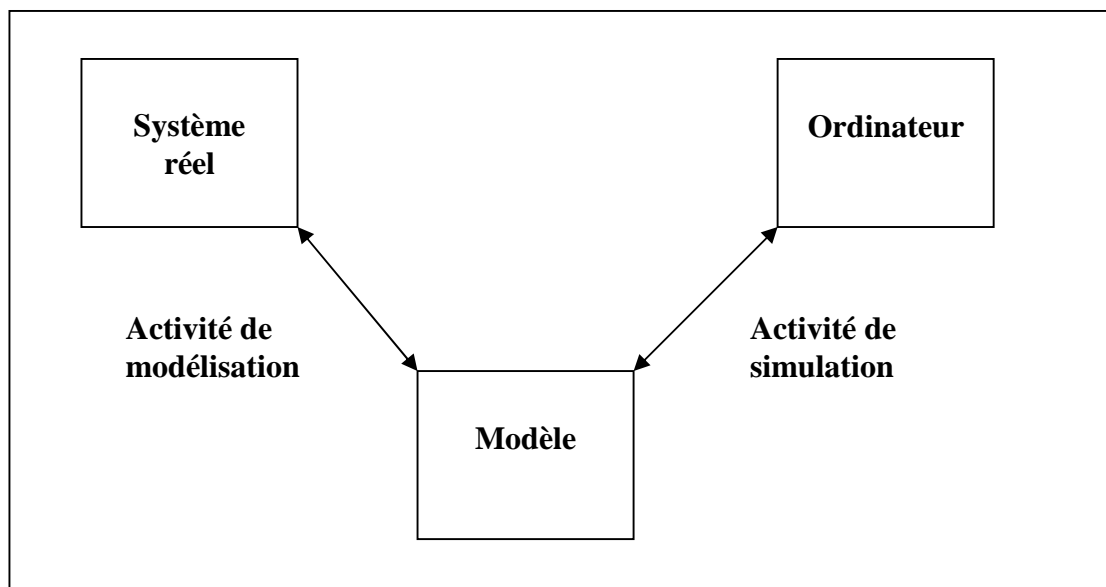 Système
réel
Ordinateur
Activité de
modélisation
Activité de
simulation
Modèle